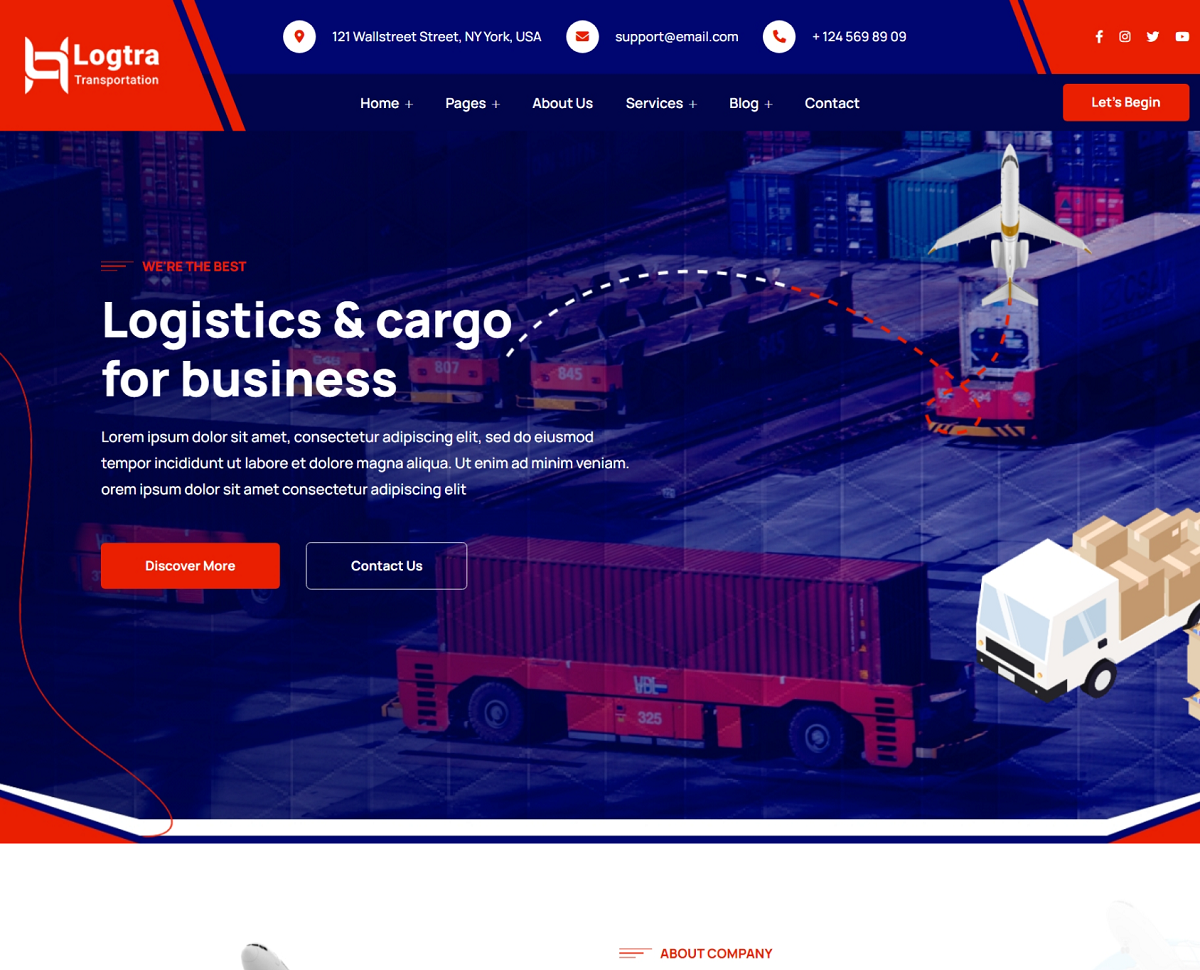 Logtra
Transportation
121 Wallstreet Street, NY York, USA
support@email.com
+ 124 569 89 09
Home +
Pages +
About Us
Services +
Blog +
Contact
Let's Begin
WE'RE THE BEST
Logistics & cargo
for business
Lorem ipsum dolor sit amet, consectetur adipiscing elit, sed do eiusmod
tempor incididunt ut labore et dolore magna aliqua. Ut enim ad minim veniam.
orem ipsum dolor sit amet consectetur adipiscing elit
Discover More
Contact Us
807
845
VDL
325
ABOUT COMPANY